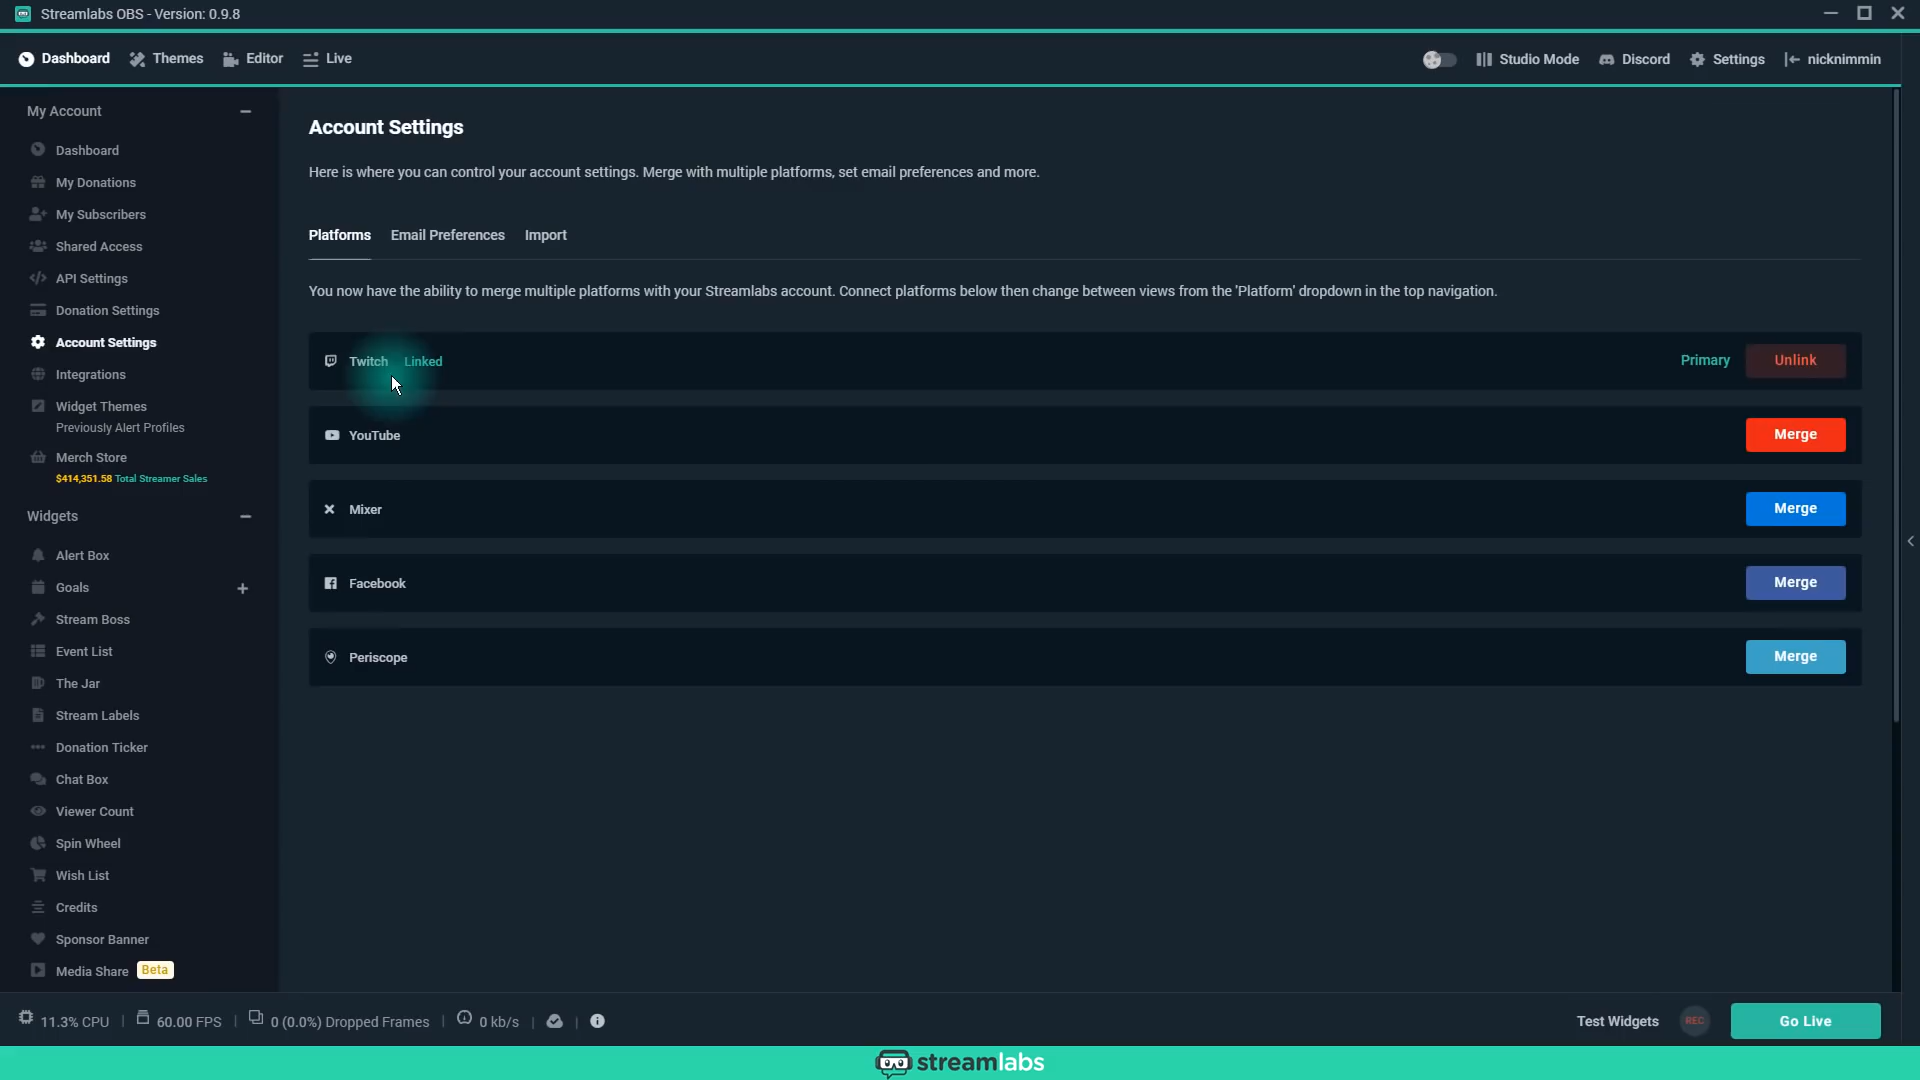 Streamlabs OBS - Version: 0.9.8
Dashboard
Themes
Editor
Live
Studio Mode
Discord
Settings
nicknimmin
My Account
Dashboard
My Donations
My Subscribers
Shared Access
API Settings
Donation Settings
Account Settings
Integrations
Widget Themes
Previously Alert Profiles
Merch Store
$414,351.58 Total Streamer Sales
Widgets
Alert Box
Goals
Stream Boss
Event List
The Jar
Stream Labels
Donation Ticker
Chat Box
Viewer Count
Spin Wheel
Wish List
Credits
Sponsor Banner
Media Share Beta
Account Settings
Here is where you can control your account settings. Merge with multiple platforms, set email preferences and more.
Platforms Email Preferences Import
You now have the ability to merge multiple platforms with your Streamlabs account. Connect platforms below then change between views from the 'Platform' dropdown in the top navigation.
Twitch Linked Primary Unlink
YouTube Merge
Mixer Merge
Facebook Merge
Periscope Merge
11.3% CPU | 60.00 FPS | 0 (0.0%) Dropped Frames | 0 kb/s | |
Test Widgets REC Go Live
streamlabs